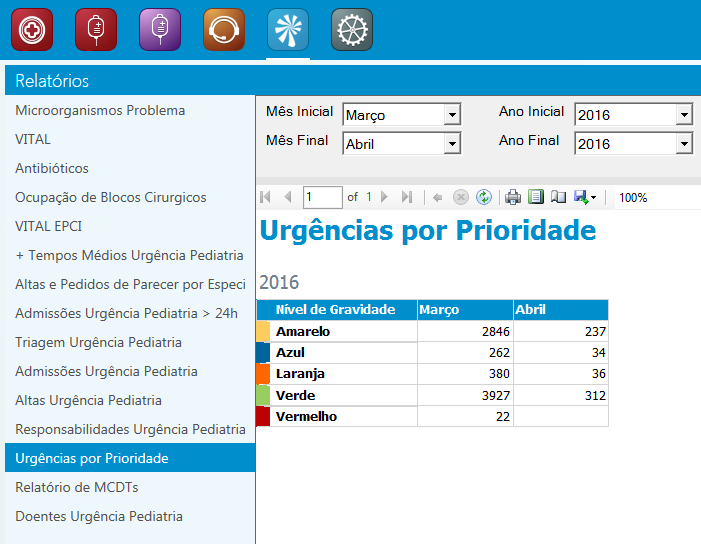 Relatórios
Microorganismos Problema
VITAL
Antibióticos
Ocupação de Blocos Cirurgicos
VITAL EPCI
+ Tempos Médios Urgência Pediatria
Altas e Pedidos de Parecer por Especi
Admissões Urgência Pediatria > 24h
Triagem Urgência Pediatria
Admissões Urgência Pediatria
Altas Urgência Pediatria
Responsabilidades Urgência Pediatria
Urgências por Prioridade
Relatório de MCDTs
Doentes Urgência Pediatria
Mês Inicial Março Ano Inicial 2016
Mês Final Abril Ano Final 2016
1 of 1 100%
Urgências por Prioridade
2016
Nível de Gravidade Março Abril
Amarelo 2846 237
Azul 262 34
Laranja 380 36
Verde 3927 312
Vermelho 22